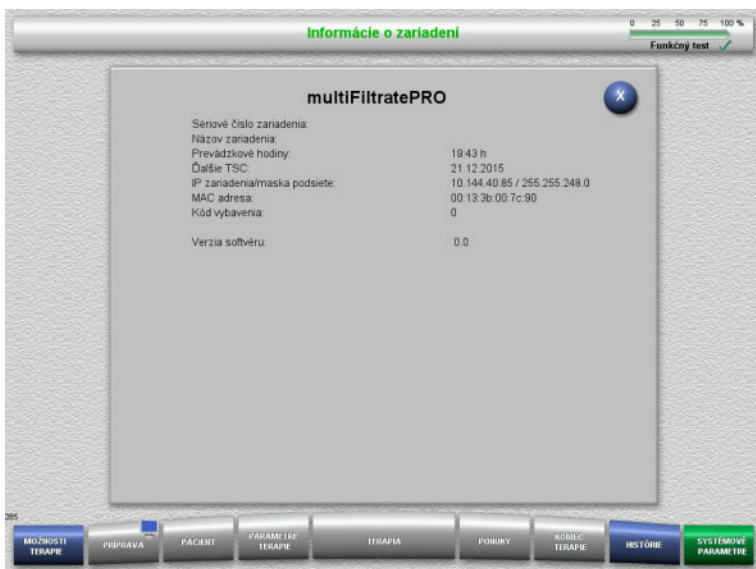 Informácie o zariadení
0 25 50 75 100 %
Funkčný test
multiFiltratePRO
X
Sériové číslo zariadenia:
Názov zariadenia:
Prevádzkové hodiny: 19:43 h
Ďalšie TSC: 21.12.2015
IP zariadenia/maska podsiete: 10.144.40.85 / 255.255.248.0
MAC adresa: 00:13:3b:00:7c:90
Kód vybavenia: 0
Verzia softvéru: 0.0
285
MOŽNOSTI
TERAPIE
PRÍPRAVA
PACIENT
PARAMETRE
TERAPIE
TERAPIA
PONUKY
KONIEC
TERAPIE
HISTÓRIE
SYSTÉMOVÉ
PARAMETRE